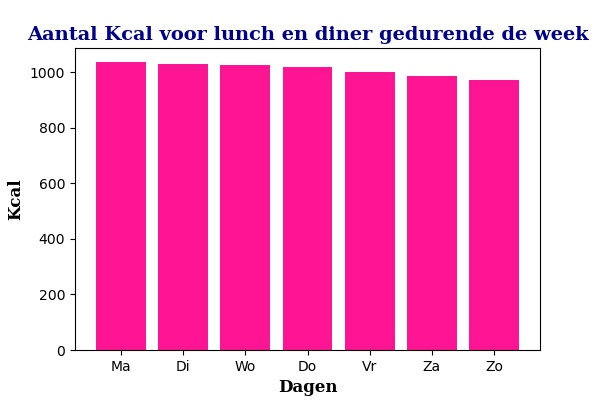 Aantal Kcal voor lunch en diner gedurende de week
Kcal
1000
800
600
400
200
0
Ma Di Wo Do Vr Za Zo
Dagen